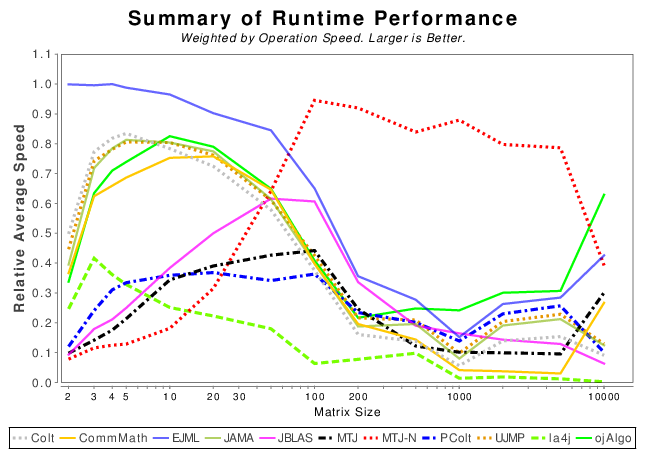 Summary of Runtime Performance
Weighted by Operation Speed. Larger is Better.
Relative Average Speed
1.1
1.0
0.9
0.8
0.7
0.6
0.5
0.4
0.3
0.2
0.1
0.0
2 3 4 5 10 20 30 100 200 1000 10000
Matrix Size
Colt CommMath EJML JAMA JBLAS MTJ MTJ-N PColt UJMP la4j ojAlgo